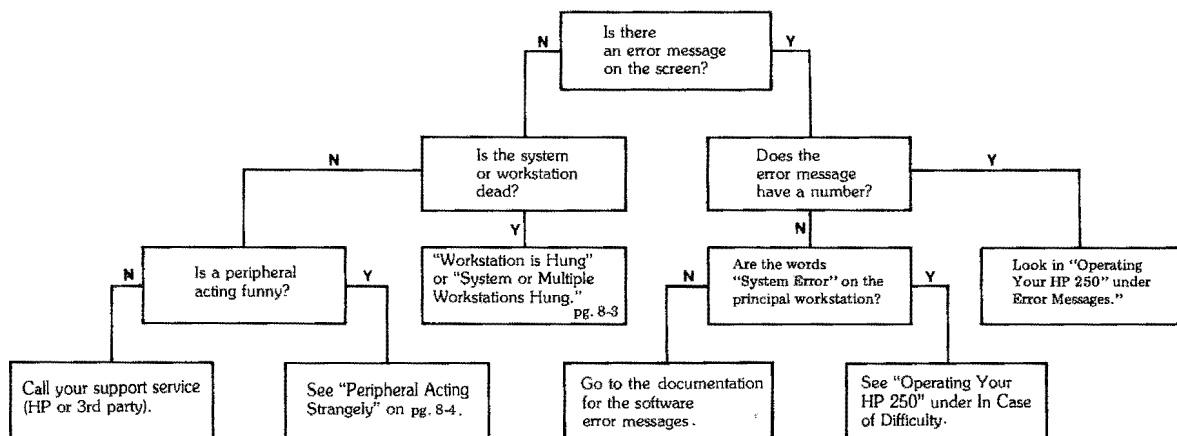 Is there
an error message
on the screen?
N
Y
Is the system
or workstation
dead?
N
Y
Does the
error message
have a number?
N
Y
Is a peripheral
acting funny?
N
Y
"Workstation is Hung"
or "System or Multiple
Workstations Hung."
pg. 8-3
Are the words
"System Error" on the
principal workstation?
N
Y
Look in "Operating
Your HP 250" under
Error Messages."
Call your support service
(HP or 3rd party).
See "Peripheral Acting
Strangely" on pg. 8-4.
Go to the documentation
for the software
error messages.
See "Operating Your
HP 250" under In Case
of Difficulty.